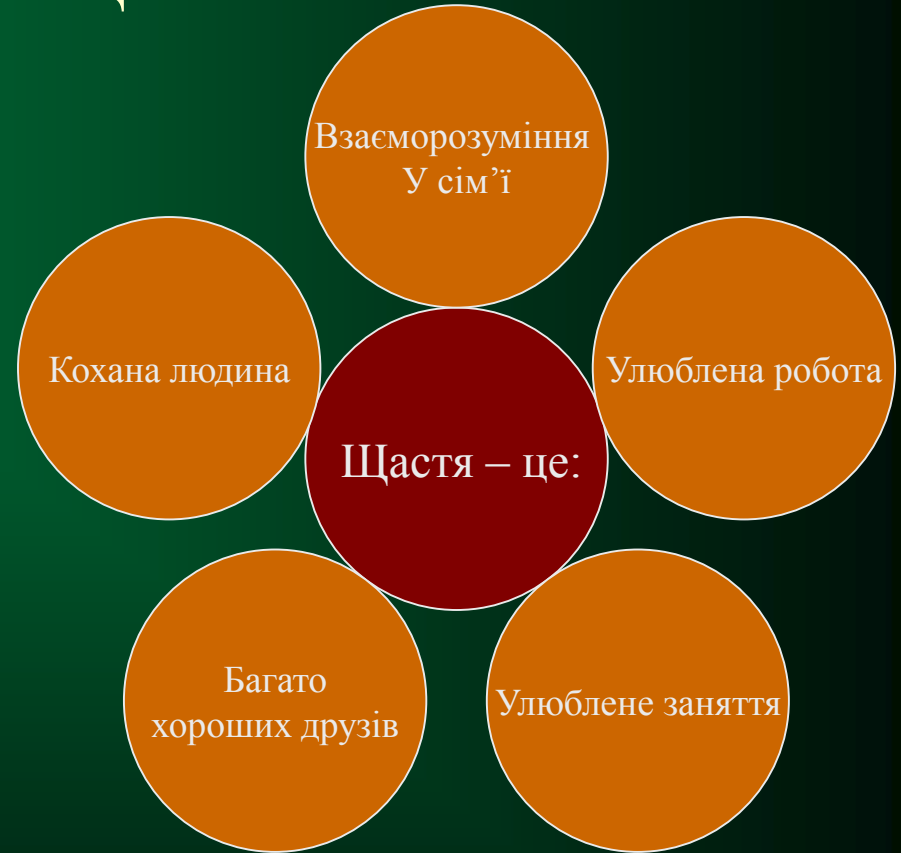 Взаєморозуміння
У сім’ї
Кохана людина
Улюблена робота
Щастя – це:
Багато
хороших друзів
Улюблене заняття